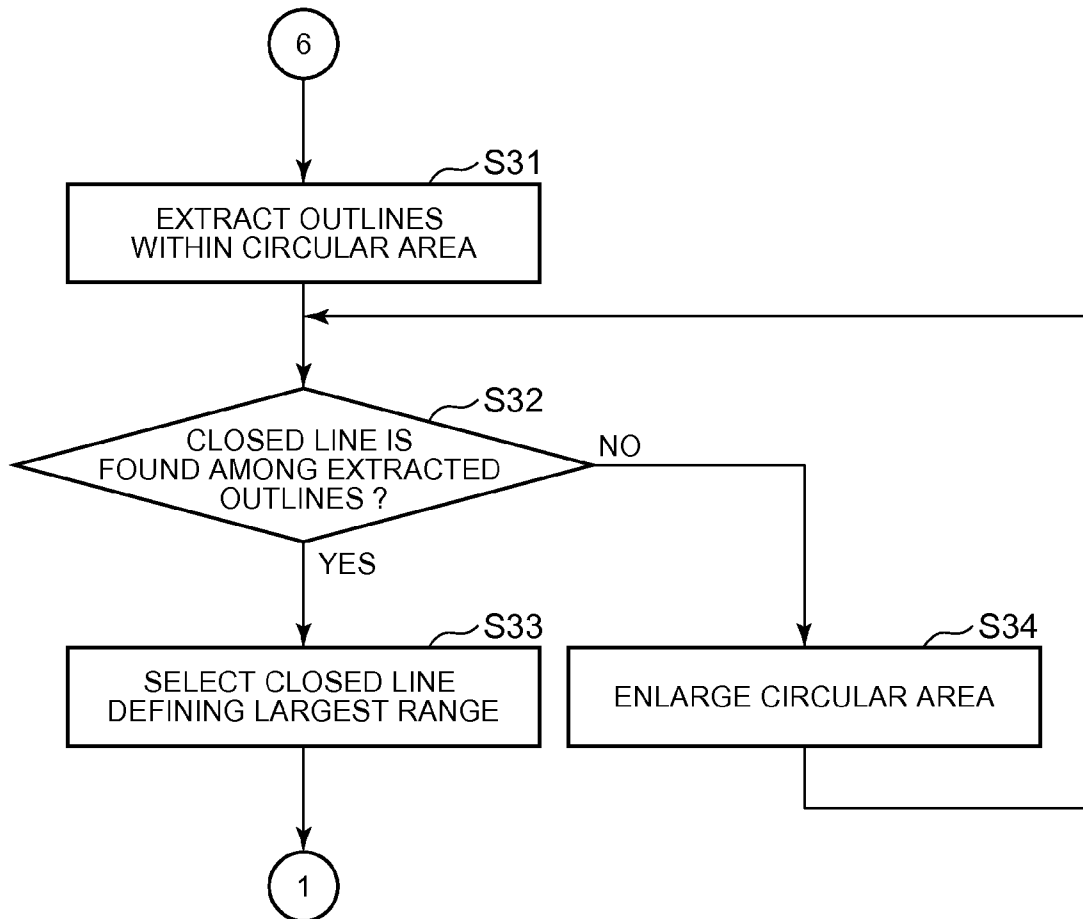 6
S31
EXTRACT OUTLINES
WITHIN CIRCULAR AREA
S32
CLOSED LINE IS
FOUND AMONG EXTRACTED
OUTLINES ?
NO
YES
S33
SELECT CLOSED LINE
DEFINING LARGEST RANGE
S34
ENLARGE CIRCULAR AREA
1